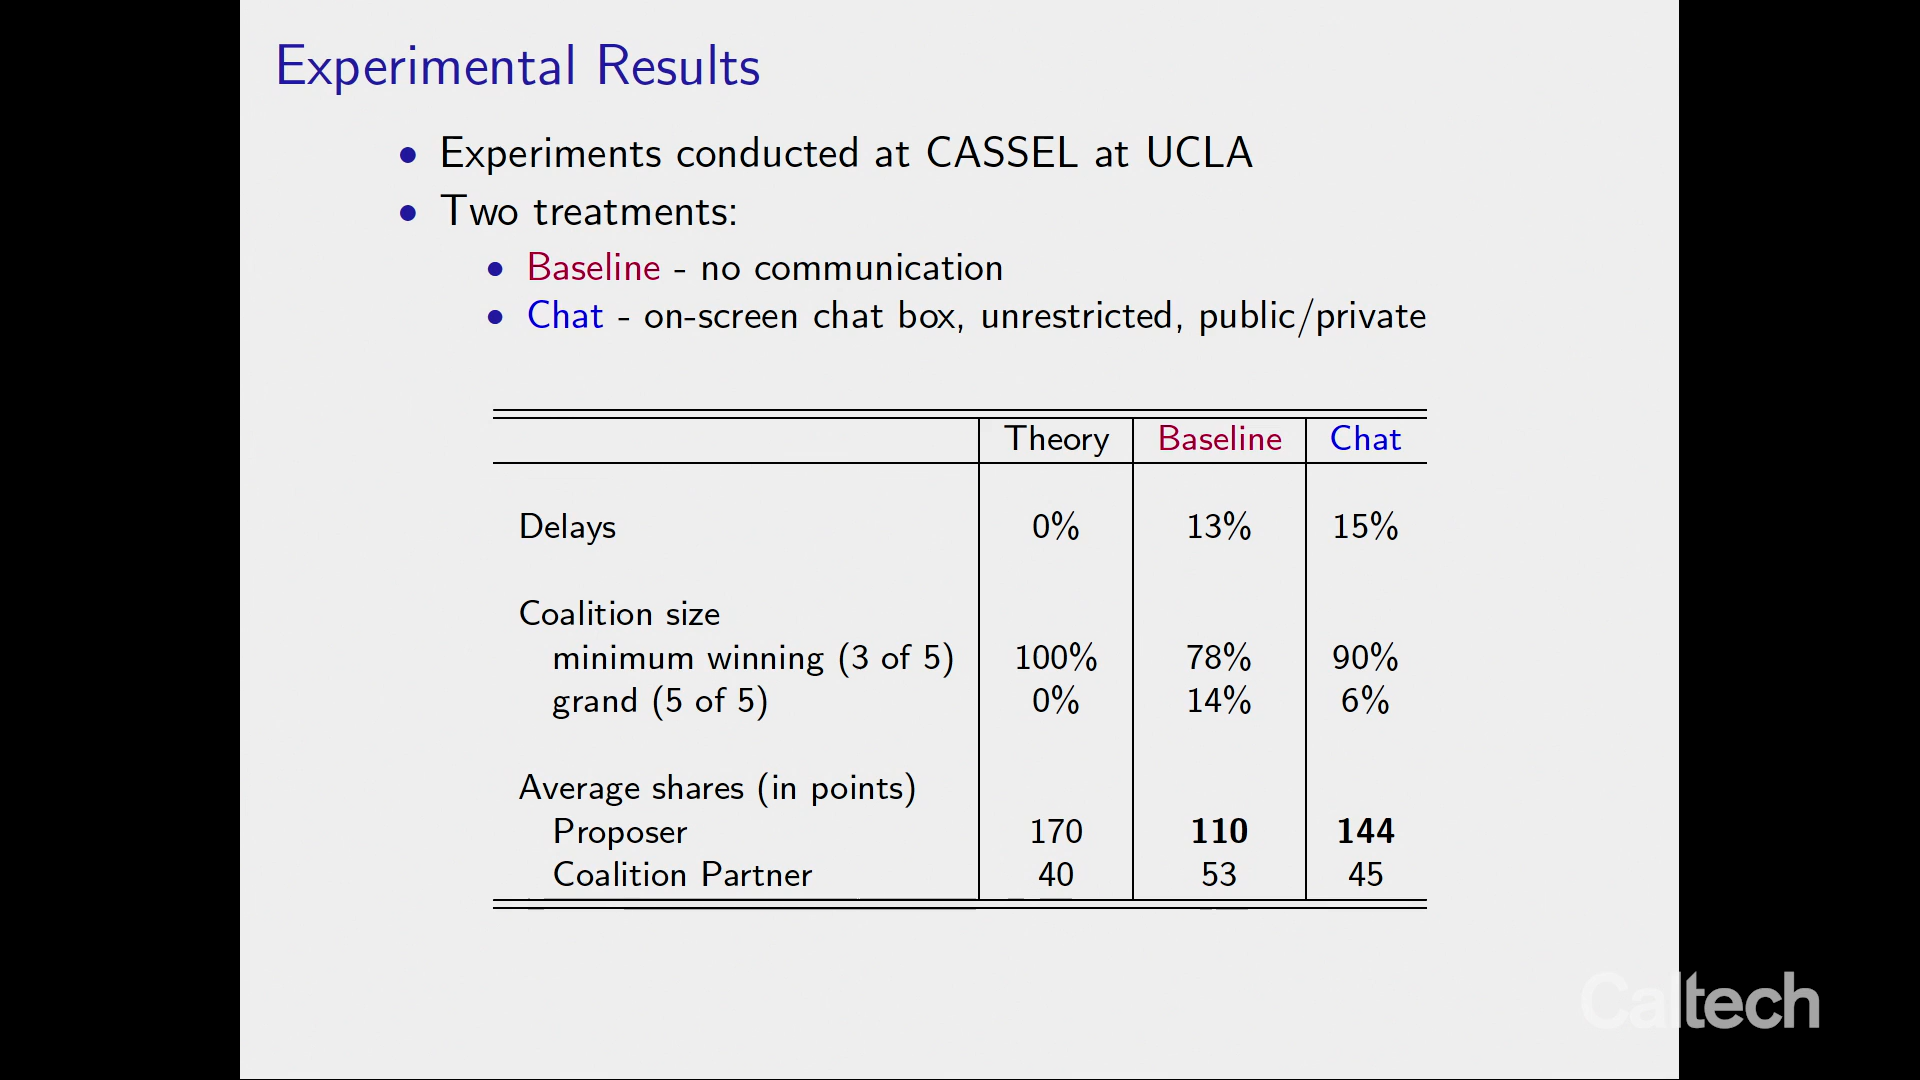 Experimental Results
• Experiments conducted at CASSEL at UCLA
• Two treatments:
• Baseline - no communication
• Chat - on-screen chat box, unrestricted, public/private
Theory Baseline Chat
Delays 0% 13% 15%
Coalition size
minimum winning (3 of 5) 100% 78% 90%
grand (5 of 5) 0% 14% 6%
Average shares (in points)
Proposer 170 110 144
Coalition Partner 40 53 45
Caltech